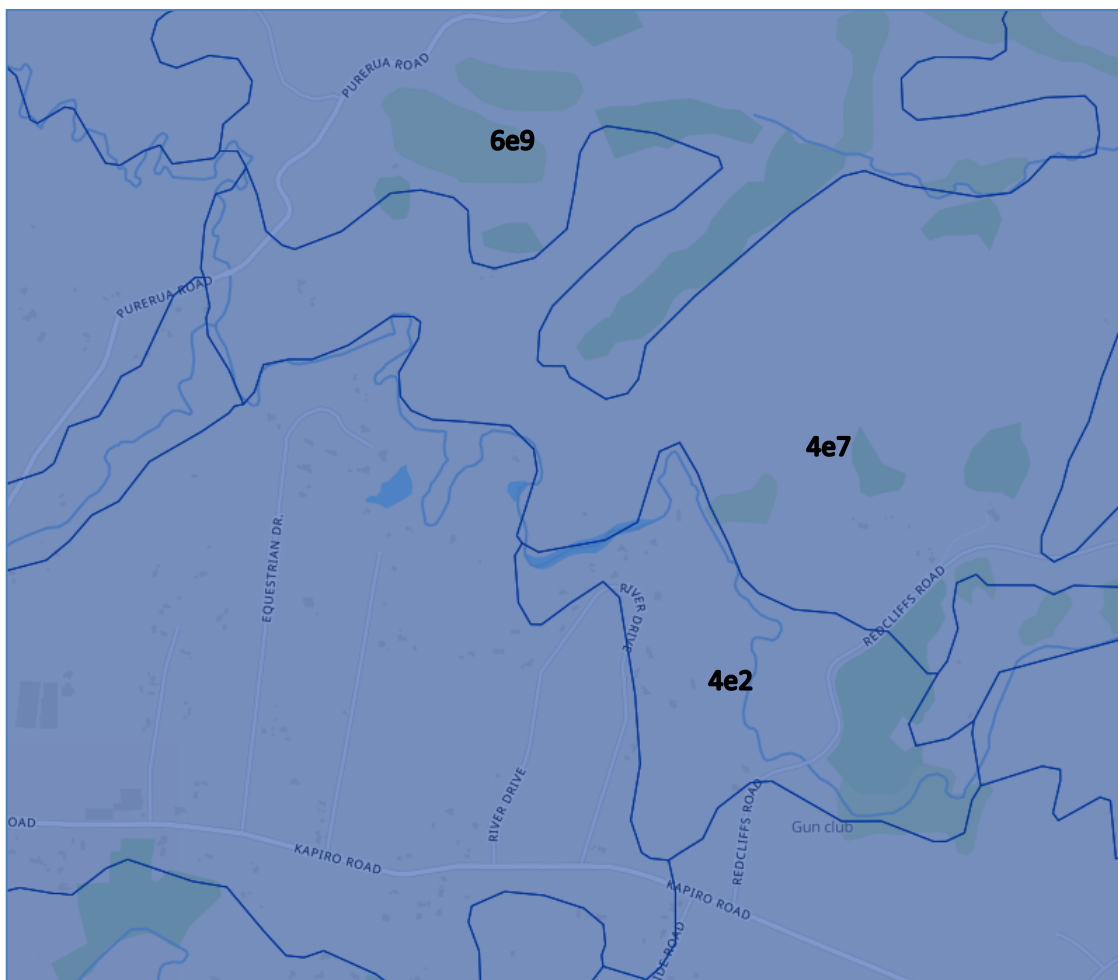 PURERUA ROAD
6e9
PURERUA ROAD
4e7
EQUESTRIAN DR.
REDCLIFFS ROAD
RIVER DRIVE
4e2
RIVER DRIVE
OAD
Gun club
REDCLIFFS ROAD
KAPIRO ROAD
KAPIRO ROAD
IDE ROAD